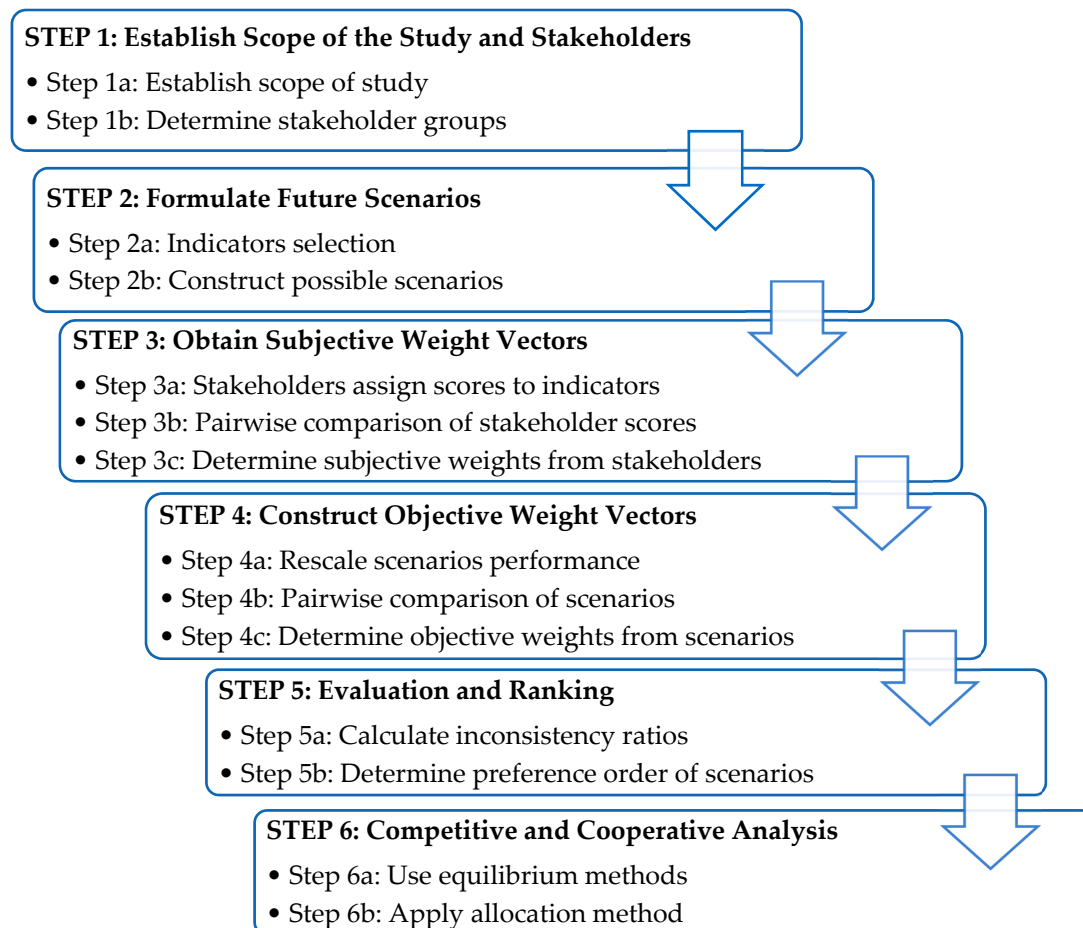 STEP 1: Establish Scope of the Study and Stakeholders
• Step 1a: Establish scope of study
• Step 1b: Determine stakeholder groups
STEP 2: Formulate Future Scenarios
• Step 2a: Indicators selection
• Step 2b: Construct possible scenarios
STEP 3: Obtain Subjective Weight Vectors
• Step 3a: Stakeholders assign scores to indicators
• Step 3b: Pairwise comparison of stakeholder scores
• Step 3c: Determine subjective weights from stakeholders
STEP 4: Construct Objective Weight Vectors
• Step 4a: Rescale scenarios performance
• Step 4b: Pairwise comparison of scenarios
• Step 4c: Determine objective weights from scenarios
STEP 5: Evaluation and Ranking
• Step 5a: Calculate inconsistency ratios
• Step 5b: Determine preference order of scenarios
STEP 6: Competitive and Cooperative Analysis
• Step 6a: Use equilibrium methods
• Step 6b: Apply allocation method